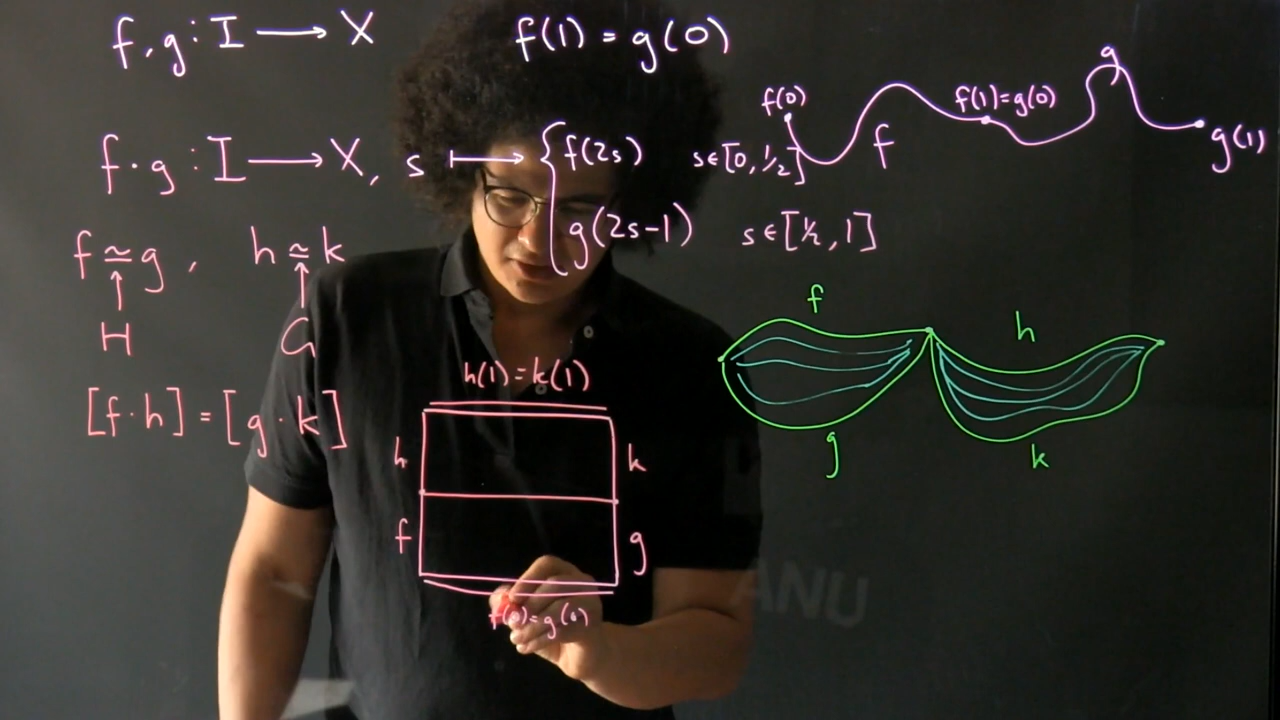 f, g : I ⟶ X f(1) = g(0)
f(0) f f(1)=g(0) g g(1)
f · g : I ⟶ X, s ⟼ { f(2s) s∈[0, 1/2]
g(2s-1) s∈[1/2, 1]
f ≃ g , h ≃ k
↑ ↑
H G
[f·h] = [g·k]
h(1) = k(1)
h k
f g
f(0) = g(0)
f h
g k
ANU